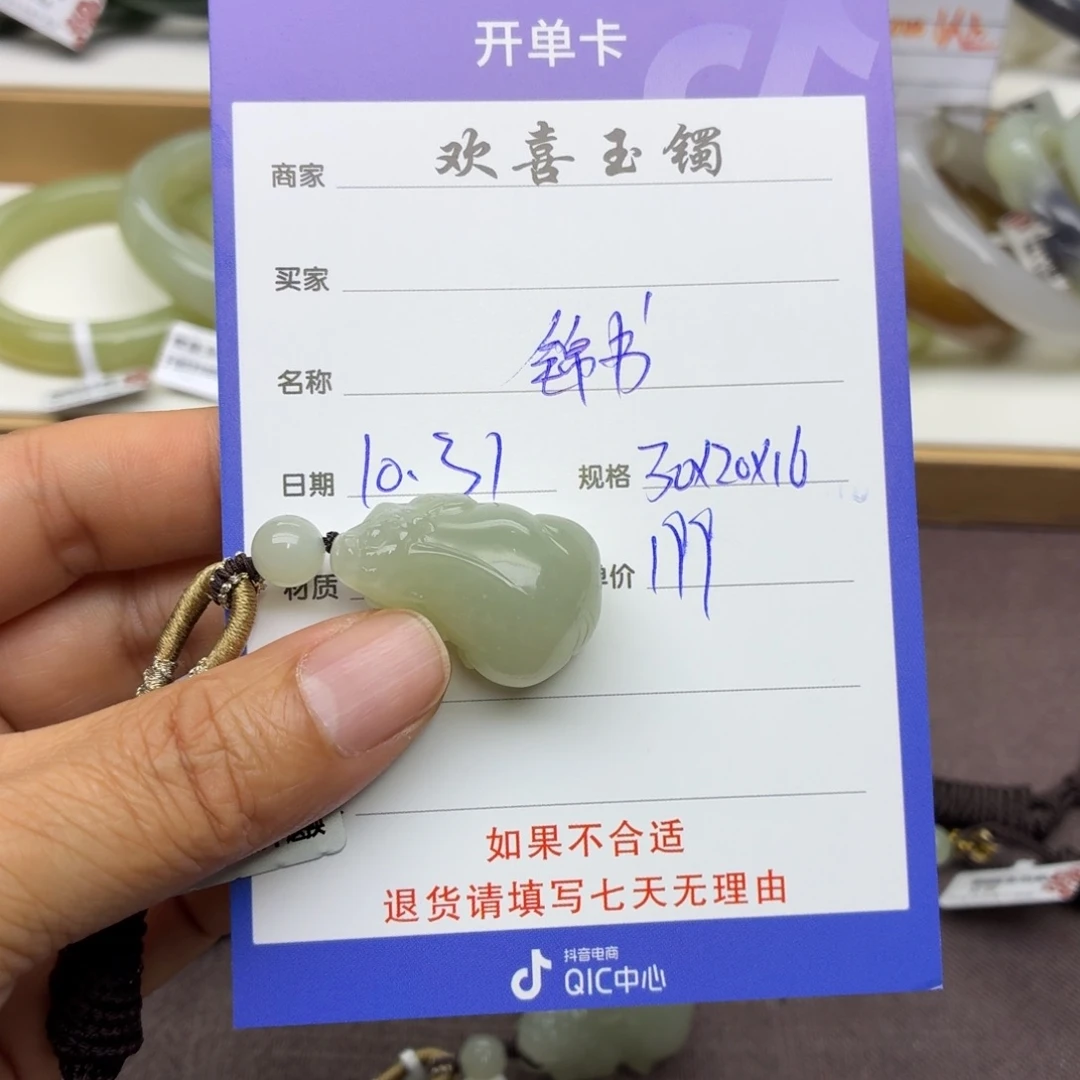 开单卡
商家 欢喜玉镯
买家
名称 锦书
日期 10.31 规格 30x20x16
材质 单价 199
如果不合适
退货请填写七天无理由
抖音电商
QIC中心